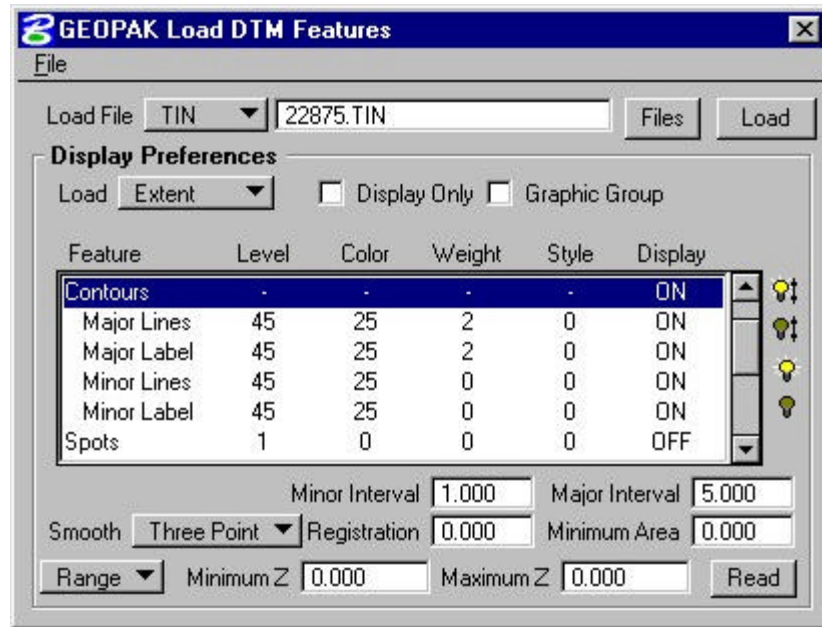 GEOPAK Load DTM Features
File
Load File TIN 22875.TIN Files Load
Display Preferences
Load Extent Display Only Graphic Group
Feature Level Color Weight Style Display
Contours - - - - ON
Major Lines 45 25 2 0 ON
Major Label 45 25 2 0 ON
Minor Lines 45 25 0 0 ON
Minor Label 45 25 0 0 ON
Spots 1 0 0 0 OFF
Minor Interval 1.000 Major Interval 5.000
Smooth Three Point Registration 0.000 Minimum Area 0.000
Range Minimum Z 0.000 Maximum Z 0.000 Read